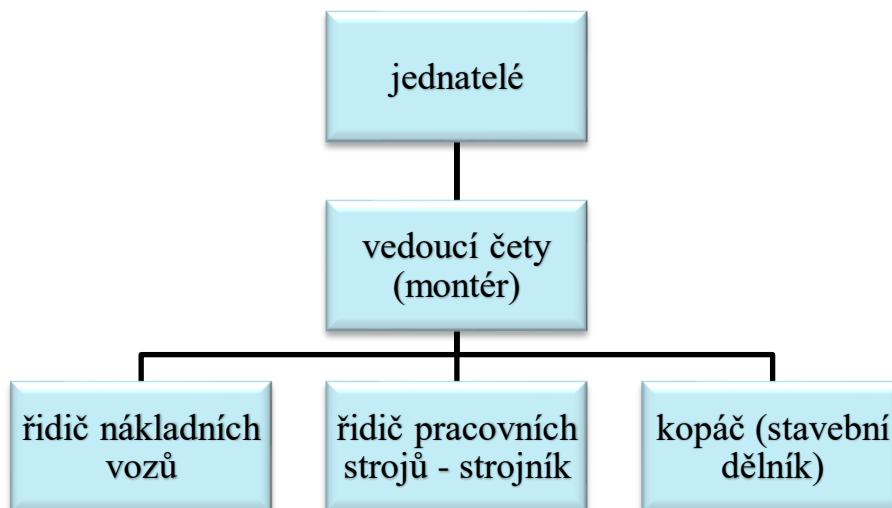 jednatelé
vedoucí čety
(montér)
řidič nákladních
vozů
řidič pracovních
strojů - strojník
kopáč (stavební
dělník)